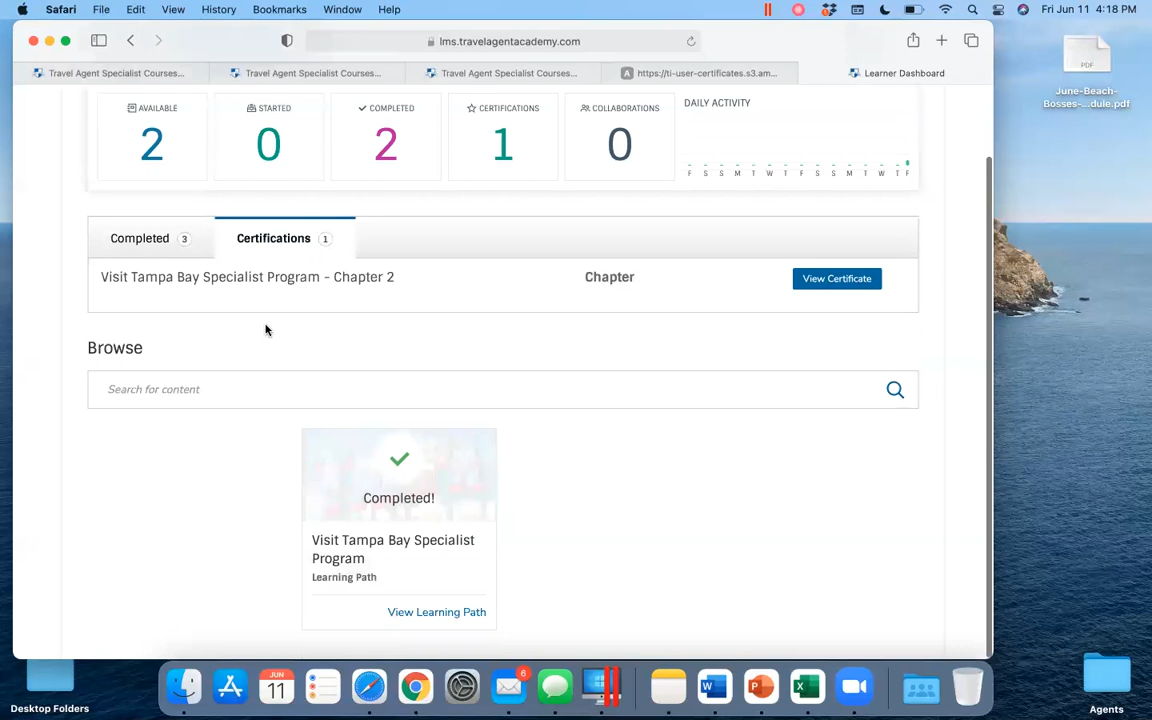 Safari File Edit View History Bookmarks Window Help Fri Jun 11 4:18 PM
lms.travelagentacademy.com
Travel Agent Specialist Courses... Travel Agent Specialist Courses... Travel Agent Specialist Courses... A https://ti-user-certificates.s3.am... Learner Dashboard
PDF
June-Beach-
Bosses-...dule.pdf
AVAILABLE STARTED COMPLETED CERTIFICATIONS COLLABORATIONS DAILY ACTIVITY
2 0 2 1 0
F S S M T W T F S S M T W T F
Completed 3 Certifications 1
Visit Tampa Bay Specialist Program - Chapter 2 Chapter View Certificate
Browse
Search for content
Completed!
Visit Tampa Bay Specialist
Program
Learning Path
View Learning Path
JUN
11
6
W P X
Desktop Folders
Agents